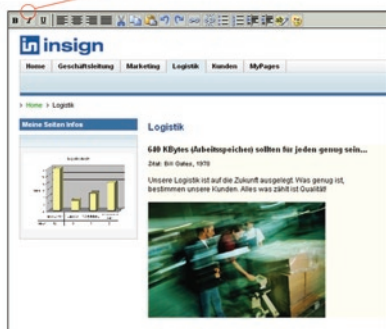 B I U
insign
Home Geschäftsleitung Marketing Logistik Kunden MyPages
> Home > Logistik
Meine Seiten Infos
Logistik
640 KBytes (Arbeitsspeicher) sollten für jeden genug sein...
Zitat: Bill Gates, 1978
Unsere Logistik ist auf die Zukunft ausgelegt. Was genug ist,
bestimmen unsere Kunden. Alles was zählt ist Qualität!